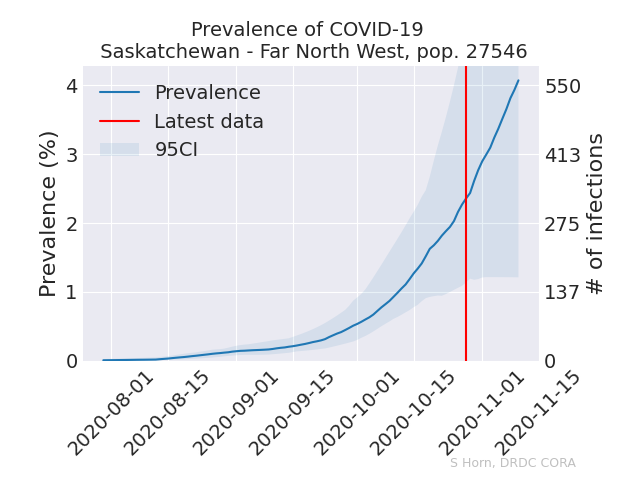 Prevalence of COVID-19
Saskatchewan - Far North West, pop. 27546
Prevalence (%)
4
3
2
1
0
Prevalence
Latest data
95CI
550
413
275
137
0
# of infections
2020-08-01
2020-08-15
2020-09-01
2020-09-15
2020-10-01
2020-10-15
2020-11-01
2020-11-15
S Horn, DRDC CORA